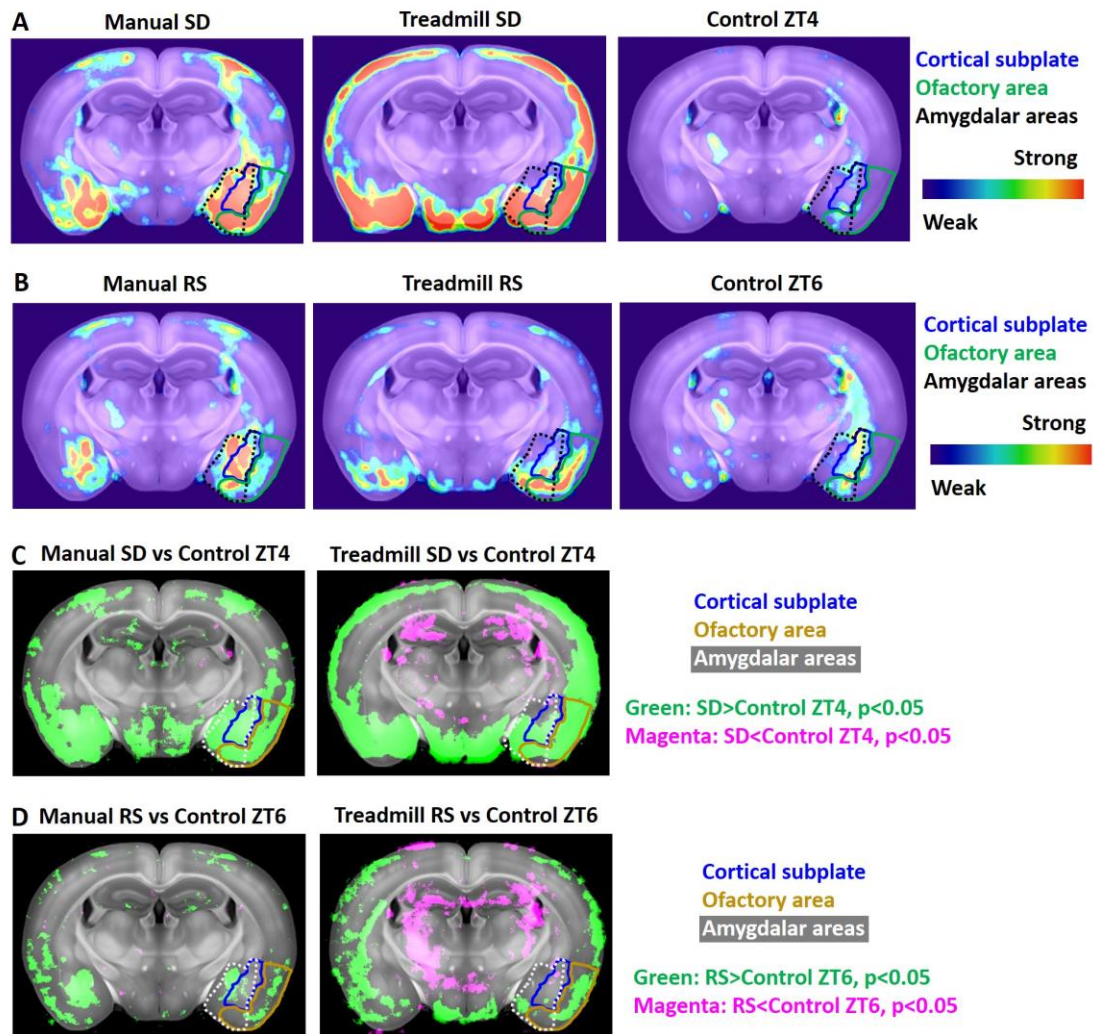 A
Manual SD
Treadmill SD
Control ZT4
Cortical subplate
Ofactory area
Amygdalar areas
Strong
Weak
B
Manual RS
Treadmill RS
Control ZT6
Cortical subplate
Ofactory area
Amygdalar areas
Strong
Weak
C
Manual SD vs Control ZT4
Treadmill SD vs Control ZT4
Cortical subplate
Ofactory area
Amygdalar areas
Green: SD>Control ZT4, p<0.05
Magenta: SD<Control ZT4, p<0.05
D
Manual RS vs Control ZT6
Treadmill RS vs Control ZT6
Cortical subplate
Ofactory area
Amygdalar areas
Green: RS>Control ZT6, p<0.05
Magenta: RS<Control ZT6, p<0.05